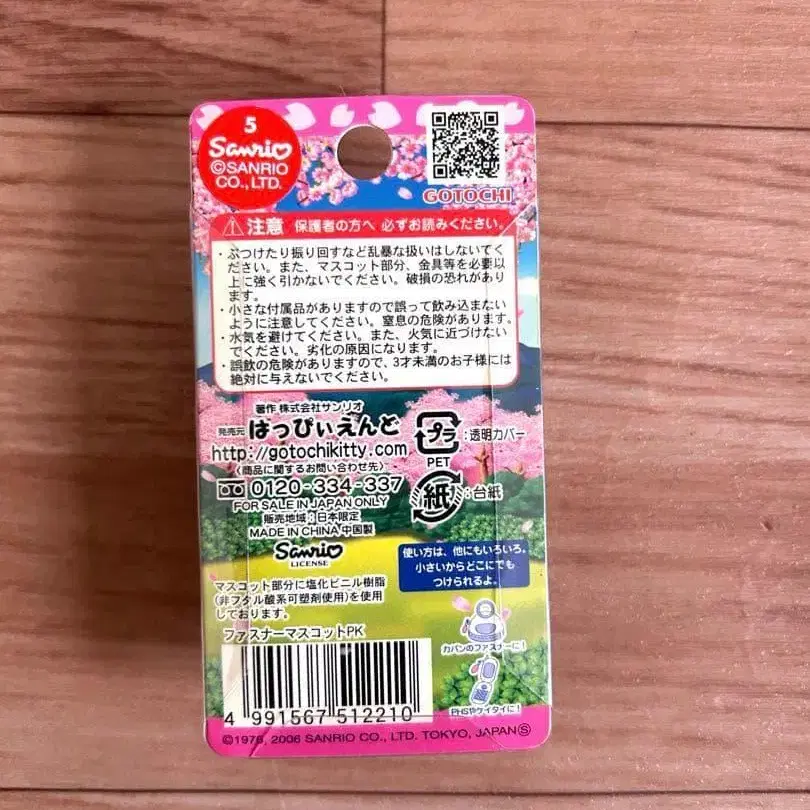 5
Sanrio
©SANRIO
CO.,LTD.
GOTOCHI
注意 保護者の方へ 必ずお読みください。
・ぶつけたり振り回すなど乱暴な扱いはしないでく
ださい。また、マスコット部分、金具等を必要以
上に強く引かないでください。破損の恐れがあり
ます。
・小さな付属品がありますので誤って飲み込まない
ように注意してください。窒息の危険があります。
・水気を避けてください。また、火気に近づけない
でください。劣化の原因になります。
・誤飲の危険がありますので、3才未満のお子様には
絶対に与えないでください。
著作 株式会社サンリオ
発売元 はっぴぃえんど
http://gotochikitty.com
〈商品に関するお問い合わせ先〉
0120-334-337
FOR SALE IN JAPAN ONLY
販売地域:日本限定
MADE IN CHINA 中国製
Sanrio
LICENSE
プラ :透明カバー
PET
紙 :台紙
マスコット部分に塩化ビニル樹脂
(非フタル酸系可塑剤使用)を使用
しております。
ファスナーマスコットPK
使い方は、他にもいろいろ。
小さいからどこにでも
つけられるよ。
カバンのファスナーに!
PHSやケイタイに!
4 991567 512210
©1976, 2006 SANRIO CO., LTD. TOKYO, JAPAN Ⓢ